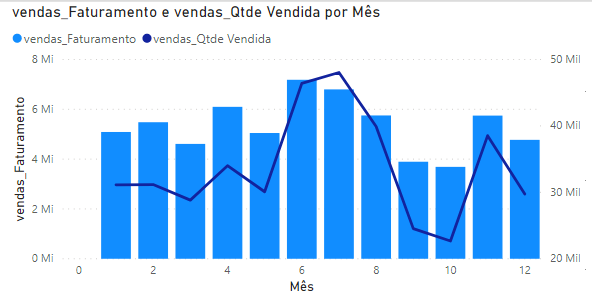 vendas_Faturamento e vendas_Qtde Vendida por Mês
vendas_Faturamento vendas_Qtde Vendida
8 Mi 50 Mil
6 Mi 40 Mil
4 Mi 30 Mil
2 Mi
0 Mi 20 Mil
vendas_Faturamento
0 2 4 6 8 10 12
Mês